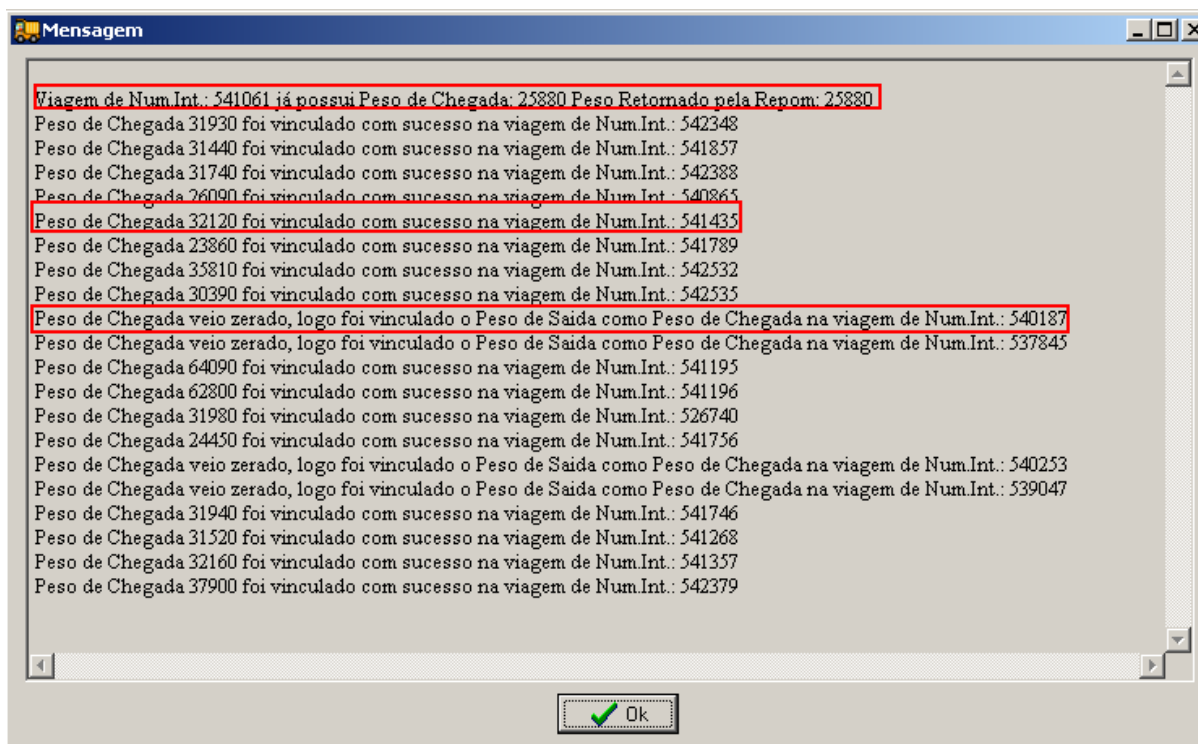 Mensagem
Viagem de Num.Int.: 541061 já possui Peso de Chegada: 25880 Peso Retornado pela Repom: 25880
Peso de Chegada 31930 foi vinculado com sucesso na viagem de Num.Int.: 542348
Peso de Chegada 31440 foi vinculado com sucesso na viagem de Num.Int.: 541857
Peso de Chegada 31740 foi vinculado com sucesso na viagem de Num.Int.: 542388
Peso de Chegada 26090 foi vinculado com sucesso na viagem de Num.Int.: 540865
Peso de Chegada 32120 foi vinculado com sucesso na viagem de Num.Int.: 541435
Peso de Chegada 23860 foi vinculado com sucesso na viagem de Num.Int.: 541789
Peso de Chegada 35810 foi vinculado com sucesso na viagem de Num.Int.: 542532
Peso de Chegada 30390 foi vinculado com sucesso na viagem de Num.Int.: 542535
Peso de Chegada veio zerado, logo foi vinculado o Peso de Saida como Peso de Chegada na viagem de Num.Int.: 540187
Peso de Chegada veio zerado, logo foi vinculado o Peso de Saida como Peso de Chegada na viagem de Num.Int.: 537845
Peso de Chegada 64090 foi vinculado com sucesso na viagem de Num.Int.: 541195
Peso de Chegada 62800 foi vinculado com sucesso na viagem de Num.Int.: 541196
Peso de Chegada 31980 foi vinculado com sucesso na viagem de Num.Int.: 526740
Peso de Chegada 24450 foi vinculado com sucesso na viagem de Num.Int.: 541756
Peso de Chegada veio zerado, logo foi vinculado o Peso de Saida como Peso de Chegada na viagem de Num.Int.: 540253
Peso de Chegada veio zerado, logo foi vinculado o Peso de Saida como Peso de Chegada na viagem de Num.Int.: 539047
Peso de Chegada 31940 foi vinculado com sucesso na viagem de Num.Int.: 541746
Peso de Chegada 31520 foi vinculado com sucesso na viagem de Num.Int.: 541268
Peso de Chegada 32160 foi vinculado com sucesso na viagem de Num.Int.: 541357
Peso de Chegada 37900 foi vinculado com sucesso na viagem de Num.Int.: 542379
Ok